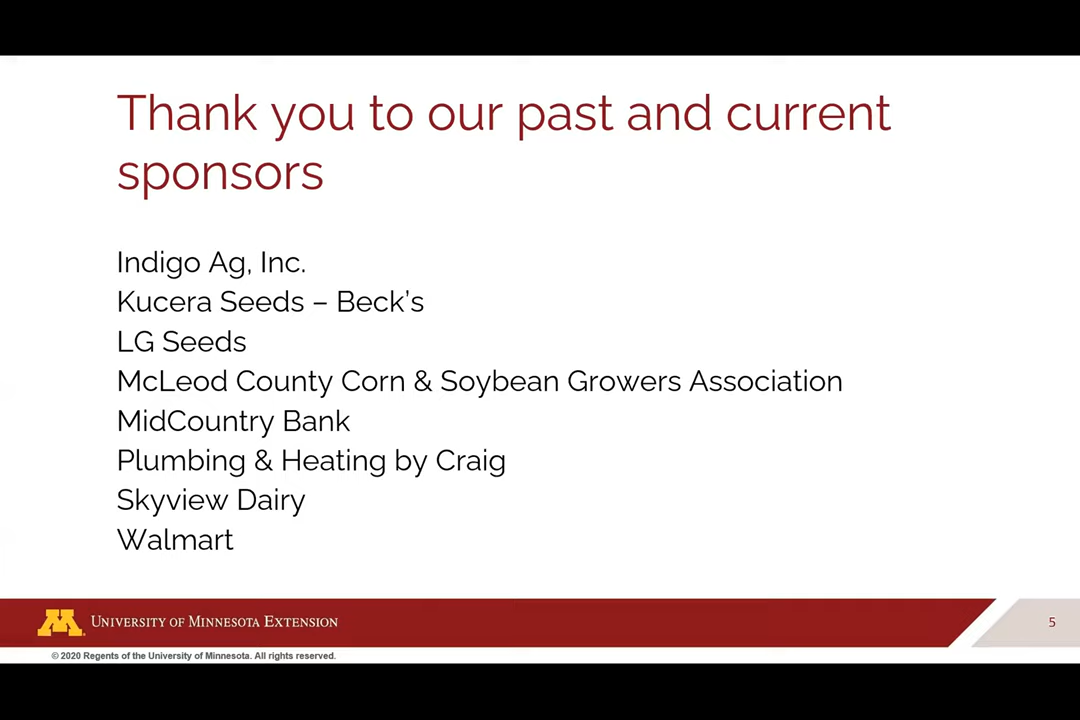 Thank you to our past and current
sponsors
Indigo Ag, Inc.
Kucera Seeds – Beck's
LG Seeds
McLeod County Corn & Soybean Growers Association
MidCountry Bank
Plumbing & Heating by Craig
Skyview Dairy
Walmart
M. University of Minnesota Extension
5
© 2020 Regents of the University of Minnesota. All rights reserved.